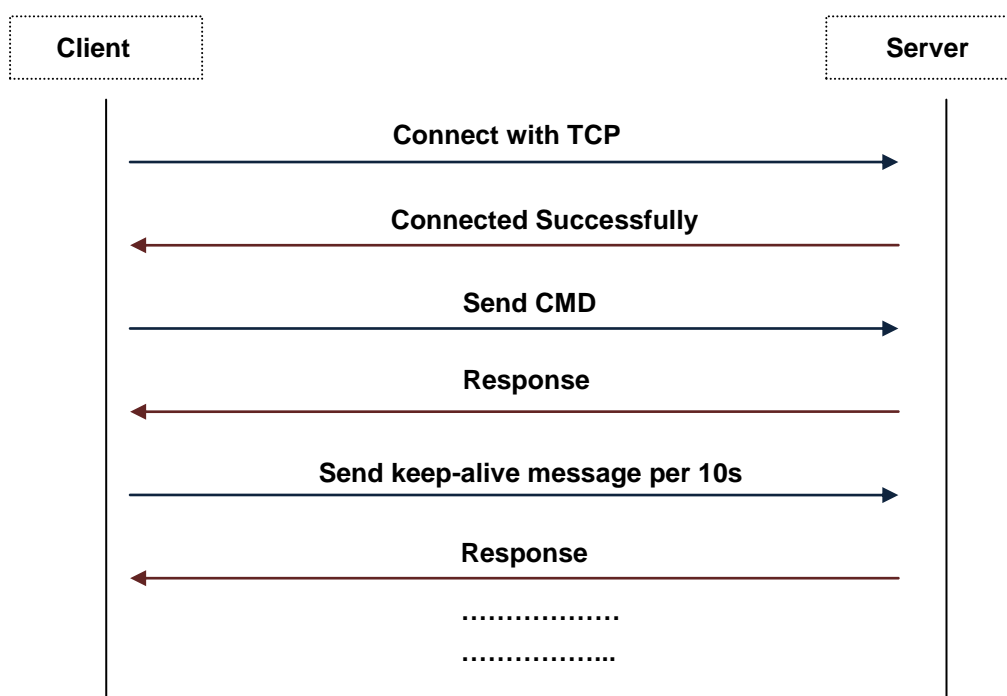 Client
Server
Connect with TCP
Connected Successfully
Send CMD
Response
Send keep-alive message per 10s
Response
………………
………………...